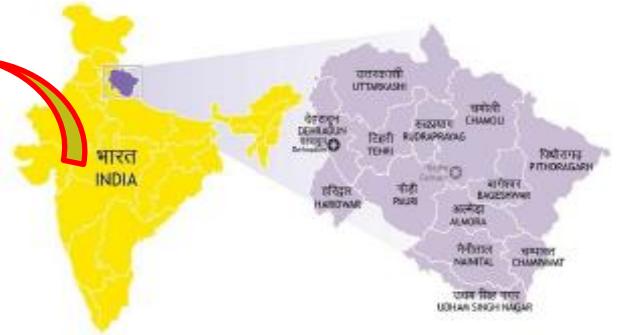 भारत
INDIA
उत्तरकाशी
UTTARKASHI
चमोली
CHAMOLI
देहरादून
DEHRADUN
टिहरी
TEHRI
रुद्रप्रयाग
RUDRAPRAYAG
पिथौरागढ़
PITHORAGARH
हरिद्वार
HARIDWAR
पौड़ी
PAURI
बागेश्वर
BAGESHWAR
अल्मोड़ा
ALMORA
नैनीताल
NAINITAL
चम्पावत
CHAMPAWAT
उधम सिंह नगर
UDHAM SINGH NAGAR